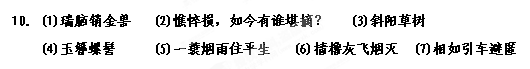 10. (1)瑞脑销金兽 (2)憔悴损，如今有谁堪摘？ (3)斜阳草树
(4)玉簪螺髻 (5)一蓑烟雨任平生 (6)樯橹灰飞烟灭 (7)相如引车避匿